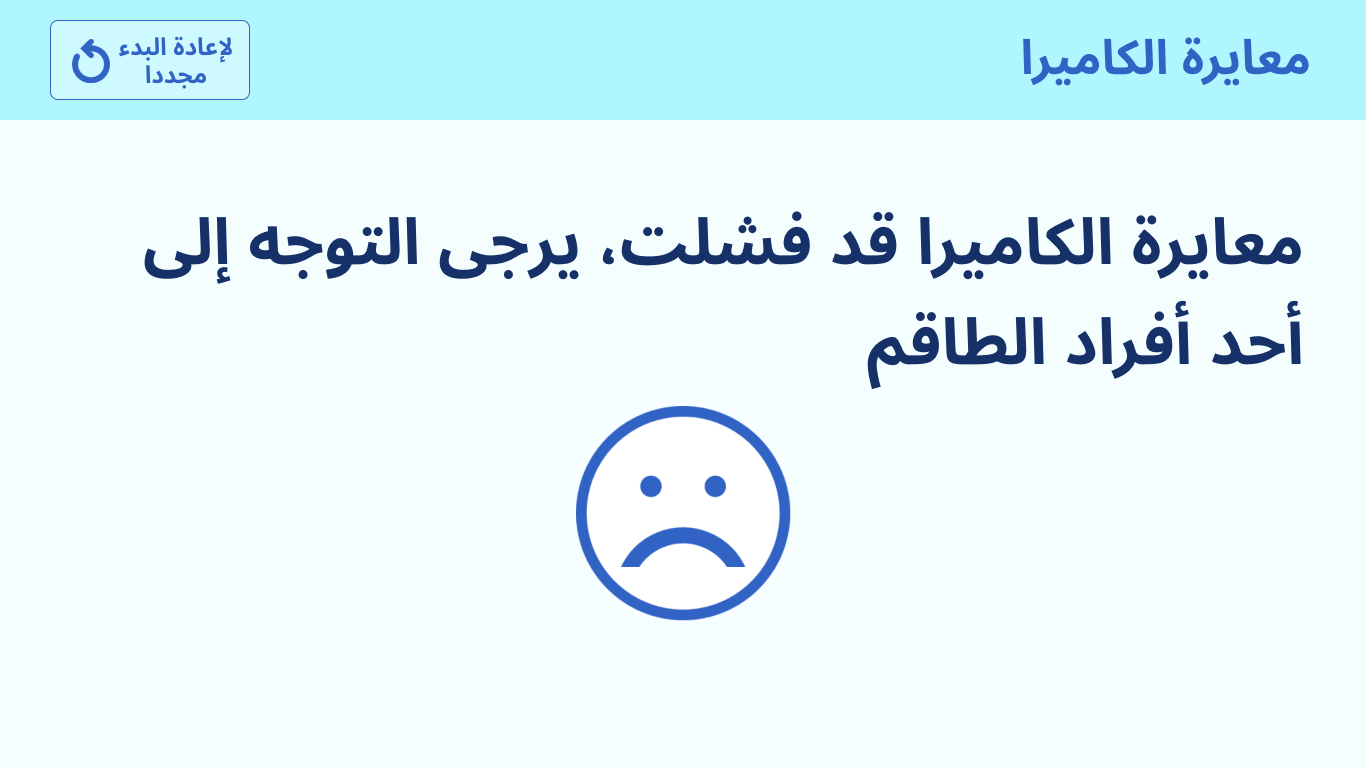 معايرة الكاميرا
لإعادة البدء
مجددا
معايرة الكاميرا قد فشلت، يرجى التوجه إلى
أحد أفراد الطاقم